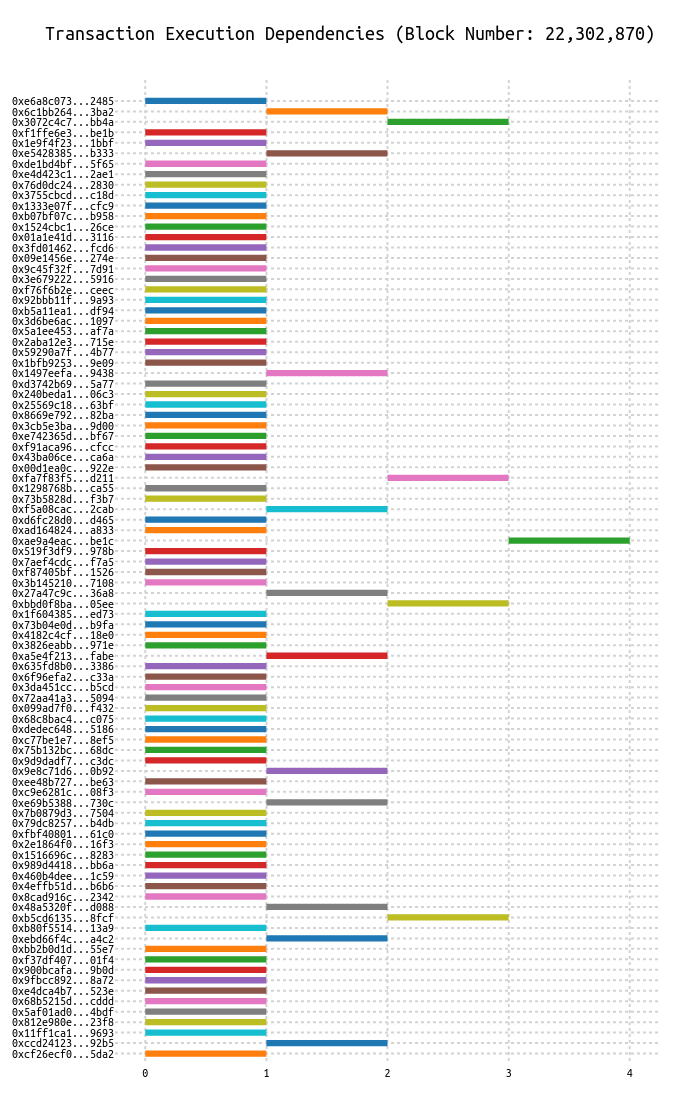 Transaction Execution Dependencies (Block Number: 22,302,870)
0xe6a8c073...2485
0x6c1bb264...3ba2
0x3072c4c7...bb4a
0xf1ffe6e3...be1b
0x1e9f4f23...1bbf
0xe5428385...b333
0xde1bd4bf...5f65
0xe4d423c1...2ae1
0x76d0dc24...2830
0x3755cbcd...c18d
0x1333e07f...cfc9
0xb07bf07c...b958
0x1524cbc1...26ce
0x01a1e41d...3116
0x3fd01462...fcd6
0x09e1456e...274e
0x9c45f32f...7d91
0x3e679222...5916
0xf76f6b2e...ceec
0x92bbb11f...9a93
0xb5a11ea1...df94
0x3d6be6ac...1097
0x5a1ee453...af7a
0x2aba12e3...715e
0x59290a7f...4b77
0x1bfb9253...9e09
0x1497eefa...9438
0xd3742b69...5a77
0x240beda1...06c3
0x25569c18...63bf
0x8669e792...82ba
0x3cb5e3ba...9d00
0xe742365d...bf67
0xf91aca96...cfcc
0x43ba06ce...ca6a
0x00d1ea0c...922e
0xfa7f83f5...d211
0x1298768b...ca55
0x73b5828d...f3b7
0xf5a08cac...2cab
0xd6fc28d0...d465
0xad164824...a833
0xae9a4eac...be1c
0x519f3df9...978b
0x7aef4cdc...f7a5
0xf87405bf...1526
0x3b145210...7108
0x27a47c9c...36a8
0xbbd0f8ba...05ee
0x1f604385...ed73
0x73b04e0d...b9fa
0x4182c4cf...18e0
0x3826eabb...971e
0xa5e4f213...fabe
0x635fd8b0...3386
0x6f96efa2...c33a
0x3da451cc...b5cd
0x72aa41a3...5094
0x099ad7f0...f432
0x68c8bac4...c075
0xdedec648...5186
0xc77be1e7...8ef5
0x75b132bc...68dc
0x9d9dadf7...c3dc
0x9e8c71d6...0b92
0xee48b727...be63
0xc9e6281c...08f3
0xe69b5388...730c
0x7b0879d3...7504
0x79dc8257...b4db
0xfbf40801...61c0
0x2e1864f0...16f3
0x1516696c...8283
0x989d4418...bb6a
0x460b4dee...1c59
0x4effb51d...b6b6
0x8cad916c...2342
0x48a5320f...d088
0xb5cd6135...8fcf
0xb80f5514...13a9
0xebd66f4c...a4c2
0xbb2b0d1d...55e7
0xf37df407...01f4
0x900bcafa...9b0d
0x9fbcc892...8a72
0xe4dca4b7...523e
0x68b5215d...cddd
0x5af01ad0...4bdf
0x812e980e...23f8
0x11ff1ca1...9693
0xccd24123...92b5
0xcf26ecf0...5da2
0 1 2 3 4